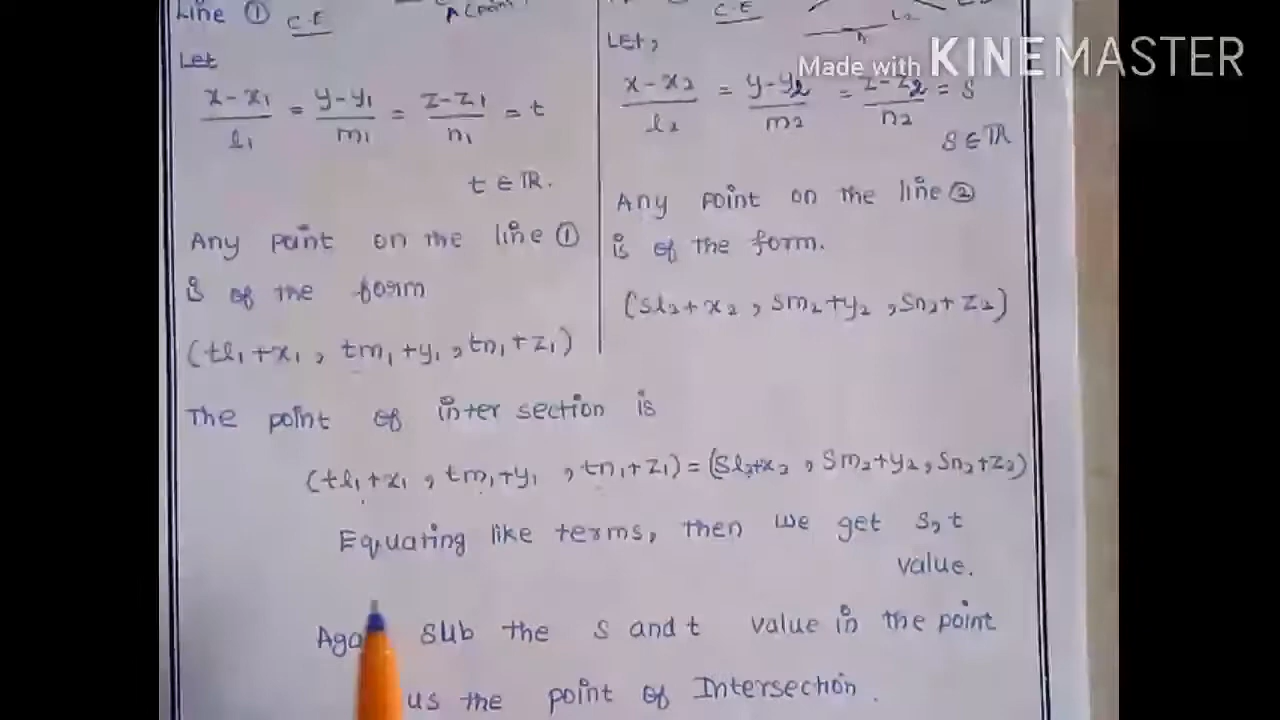 Line ① C.E
A (point)
Let
x-x₁/l₁ = y-y₁/m₁ = z-z₁/n₁ = t
t ∈ ℝ.
Any point on the line ①
is of the form
(tl₁+x₁, tm₁+y₁, tn₁+z₁)
C.E
L₂
Let,
Made with KINEMASTER
x-x₂/l₂ = y-y₂/m₂ = z-z₂/n₂ = s
s ∈ ℝ
Any point on the line ②
is of the form.
(sl₂+x₂, sm₂+y₂, sn₂+z₂)
The point of inter section is
(tl₁+x₁, tm₁+y₁, tn₁+z₁) = (sl₂+x₂, sm₂+y₂, sn₂+z₂)
Equating like terms, then we get s, t
value.
Aga sub the s and t value in the point
us the point of Intersection.